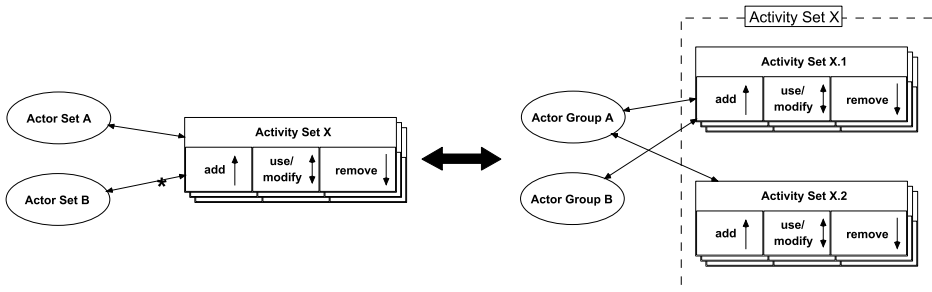 Activity Set X
Activity Set X.1
add
use/
modify
remove
Actor Set A
Activity Set X
add
use/
modify
remove
*
Actor Set B
Actor Group A
Actor Group B
Activity Set X.2
add
use/
modify
remove